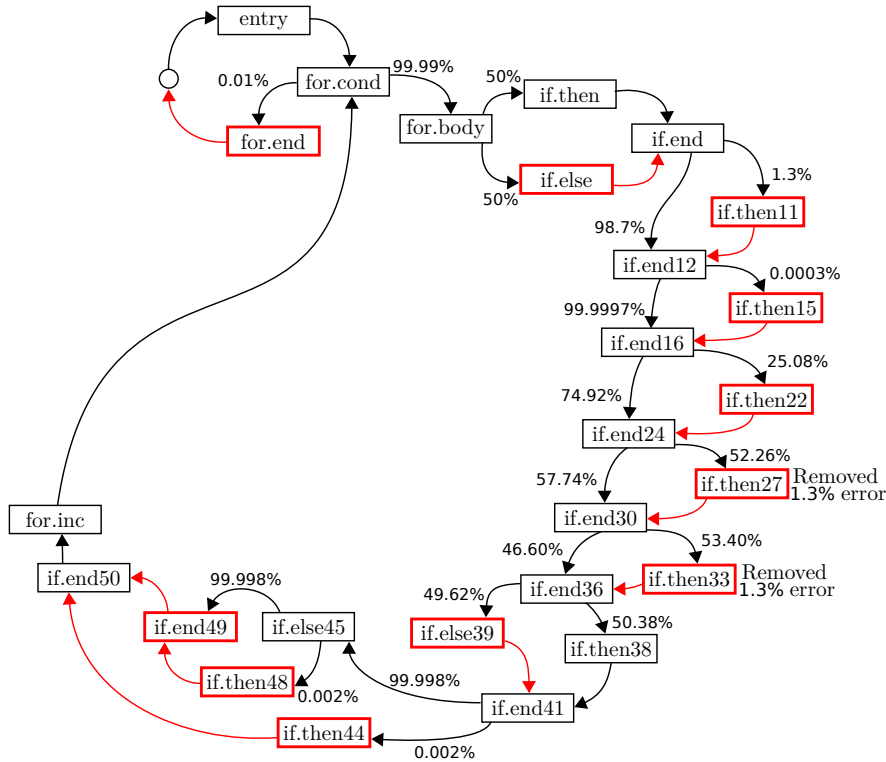 entry
for.cond
0.01%
99.99%
for.end
for.body
50%
if.then
if.end
50%
if.else
1.3%
if.then11
98.7%
if.end12
0.0003%
if.then15
99.9997%
if.end16
25.08%
if.then22
74.92%
if.end24
52.26%
if.then27
Removed
1.3% error
57.74%
if.end30
53.40%
if.then33
Removed
1.3% error
46.60%
if.end36
49.62%
if.else39
50.38%
if.then38
if.end41
99.998%
if.else45
0.002%
if.then44
99.998%
if.end49
0.002%
if.then48
if.end50
for.inc